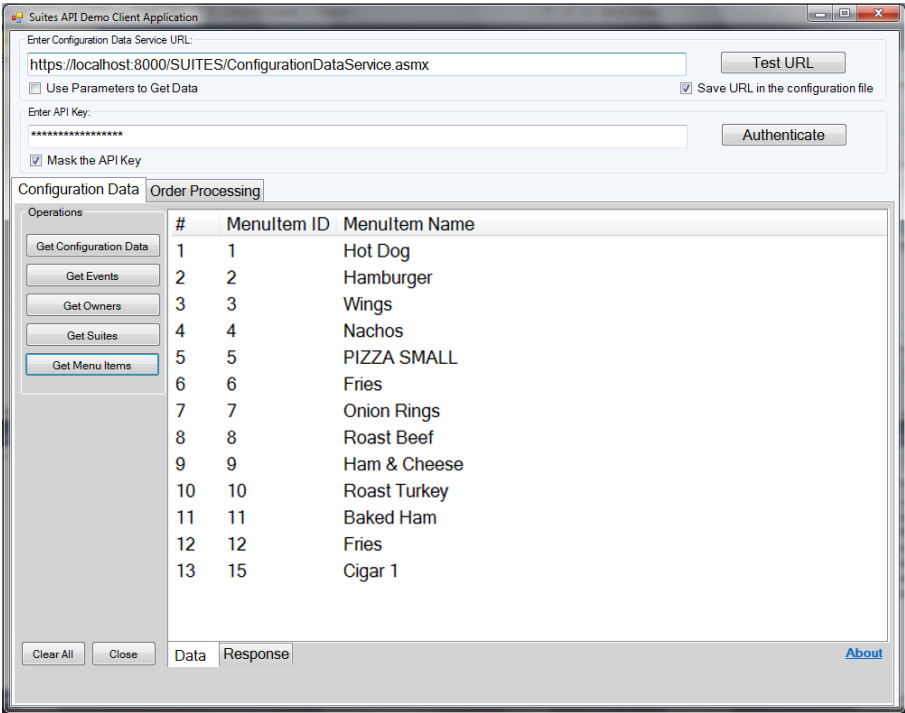 Suites API Demo Client Application
Enter Configuration Data Service URL:
https://localhost:8000/SUITES/ConfigurationDataService.asmx
Test URL
Use Parameters to Get Data
Save URL in the configuration file
Enter API Key:
*****************
Authenticate
Mask the API Key
Configuration Data Order Processing
Operations
# MenuItem ID MenuItem Name
Get Configuration Data
Get Events
Get Owners
Get Suites
Get Menu Items
1 1 Hot Dog
2 2 Hamburger
3 3 Wings
4 4 Nachos
5 5 PIZZA SMALL
6 6 Fries
7 7 Onion Rings
8 8 Roast Beef
9 9 Ham & Cheese
10 10 Roast Turkey
11 11 Baked Ham
12 12 Fries
13 15 Cigar 1
Clear All Close Data Response About